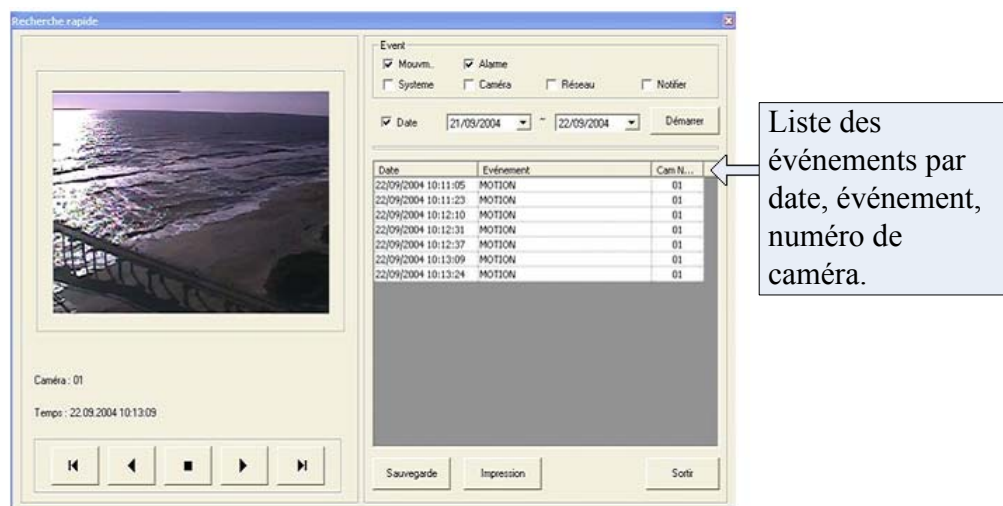 Recherche rapide
Event
Mouvm.. Alarme
Systeme Caméra Réseau Notifier
Date 21/09/2004 ~ 22/09/2004 Démarrer
Date Evénement Cam N...
22/09/2004 10:11:05 MOTION 01
22/09/2004 10:11:23 MOTION 01
22/09/2004 10:12:10 MOTION 01
22/09/2004 10:12:31 MOTION 01
22/09/2004 10:12:37 MOTION 01
22/09/2004 10:13:09 MOTION 01
22/09/2004 10:13:24 MOTION 01
Caméra : 01
Temps : 22.09.2004 10:13:09
Sauvegarde Impression Sortir
Liste des
événements par
date, événement,
numéro de
caméra.